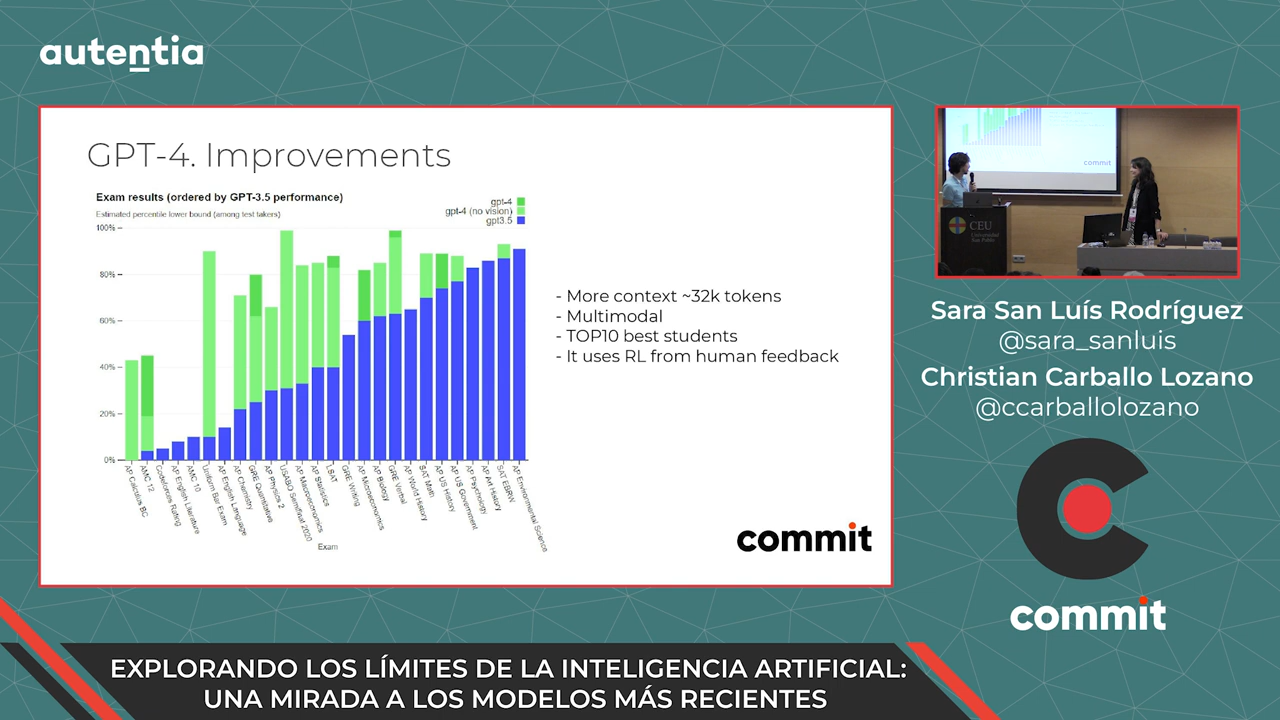 autentia
GPT-4. Improvements
Exam results (ordered by GPT-3.5 performance)
Estimated percentile lower bound (among test takers)
gpt-4
gpt-4 (no vision)
gpt3.5
100%
80%
60%
40%
20%
0%
AP Calculus BC
AMC 12
Codeforces Rating
AP English Literature
AMC 10
Uniform Bar Exam
AP English Language
AP Chemistry
GRE Quantitative
AP Physics 2
USABO Semifinal 2020
AP Macroeconomics
AP Statistics
LSAT
GRE Writing
AP Microeconomics
AP Biology
GRE Verbal
AP World History
SAT Math
AP US History
AP US Government
AP Psychology
AP Art History
SAT EBRW
AP Environmental Science
Exam
- More context ~32k tokens
- Multimodal
- TOP10 best students
- It uses RL from human feedback
commit
commit
CEU
Universidad
San Pablo
Sara San Luís Rodríguez
@sara_sanluis
Christian Carballo Lozano
@ccarballolozano
commit
EXPLORANDO LOS LÍMITES DE LA INTELIGENCIA ARTIFICIAL:
UNA MIRADA A LOS MODELOS MÁS RECIENTES